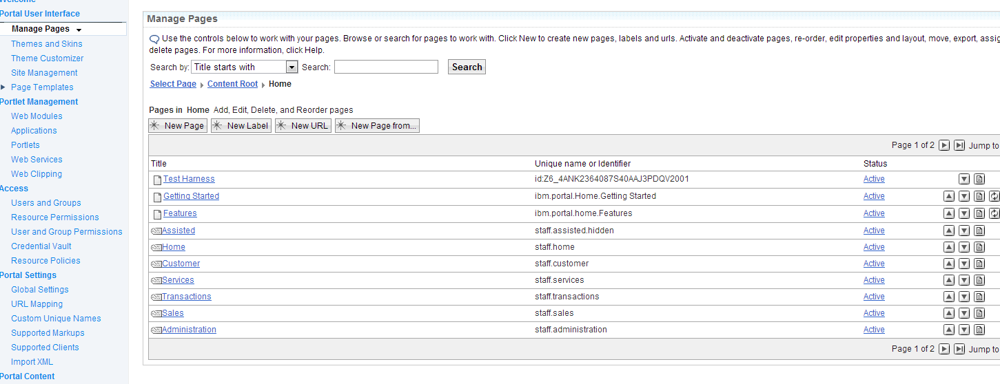 Welcome
Portal User Interface
Manage Pages
Themes and Skins
Theme Customizer
Site Management
Page Templates
Portlet Management
Web Modules
Applications
Portlets
Web Services
Web Clipping
Access
Users and Groups
Resource Permissions
User and Group Permissions
Credential Vault
Resource Policies
Portal Settings
Global Settings
URL Mapping
Custom Unique Names
Supported Markups
Supported Clients
Import XML
Portal Content
Manage Pages
Use the controls below to work with your pages. Browse or search for pages to work with. Click New to create new pages, labels and urls. Activate and deactivate pages, re-order, edit properties and layout, move, export, assig
delete pages. For more information, click Help.
Search by: Title starts with Search: Search
Select Page Content Root Home
Pages in Home Add, Edit, Delete, and Reorder pages
New Page New Label New URL New Page from...
Page 1 of 2 Jump to
Title Unique name or Identifier Status
Test Harness id:Z6_4ANK2364087S40AAJ3PDQV2001 Active
Getting Started ibm.portal.Home.Getting Started Active
Features ibm.portal.home.Features Active
Assisted staff.assisted.hidden Active
Home staff.home Active
Customer staff.customer Active
Services staff.services Active
Transactions staff.transactions Active
Sales staff.sales Active
Administration staff.administration Active
Page 1 of 2 Jump to